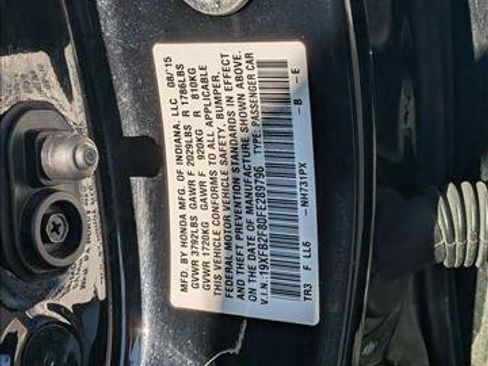 MFD. BY HONDA MFG. OF INDIANA, LLC 08/15
GVWR 3792LBS GAWR F 2029LBS R 1786LBS
GVWR 1720KG GAWR F 920KG R 810KG
THIS VEHICLE CONFORMS TO ALL APPLICABLE
FEDERAL MOTOR VEHICLE SAFETY, BUMPER,
AND THEFT PREVENTION STANDARDS IN EFFECT
ON THE DATE OF MANUFACTURE SHOWN ABOVE.
V.I.N. 19XFB2F80FE289796 TYPE: PASSENGER CAR
TR3 F LL6 -NH731PX -B -E